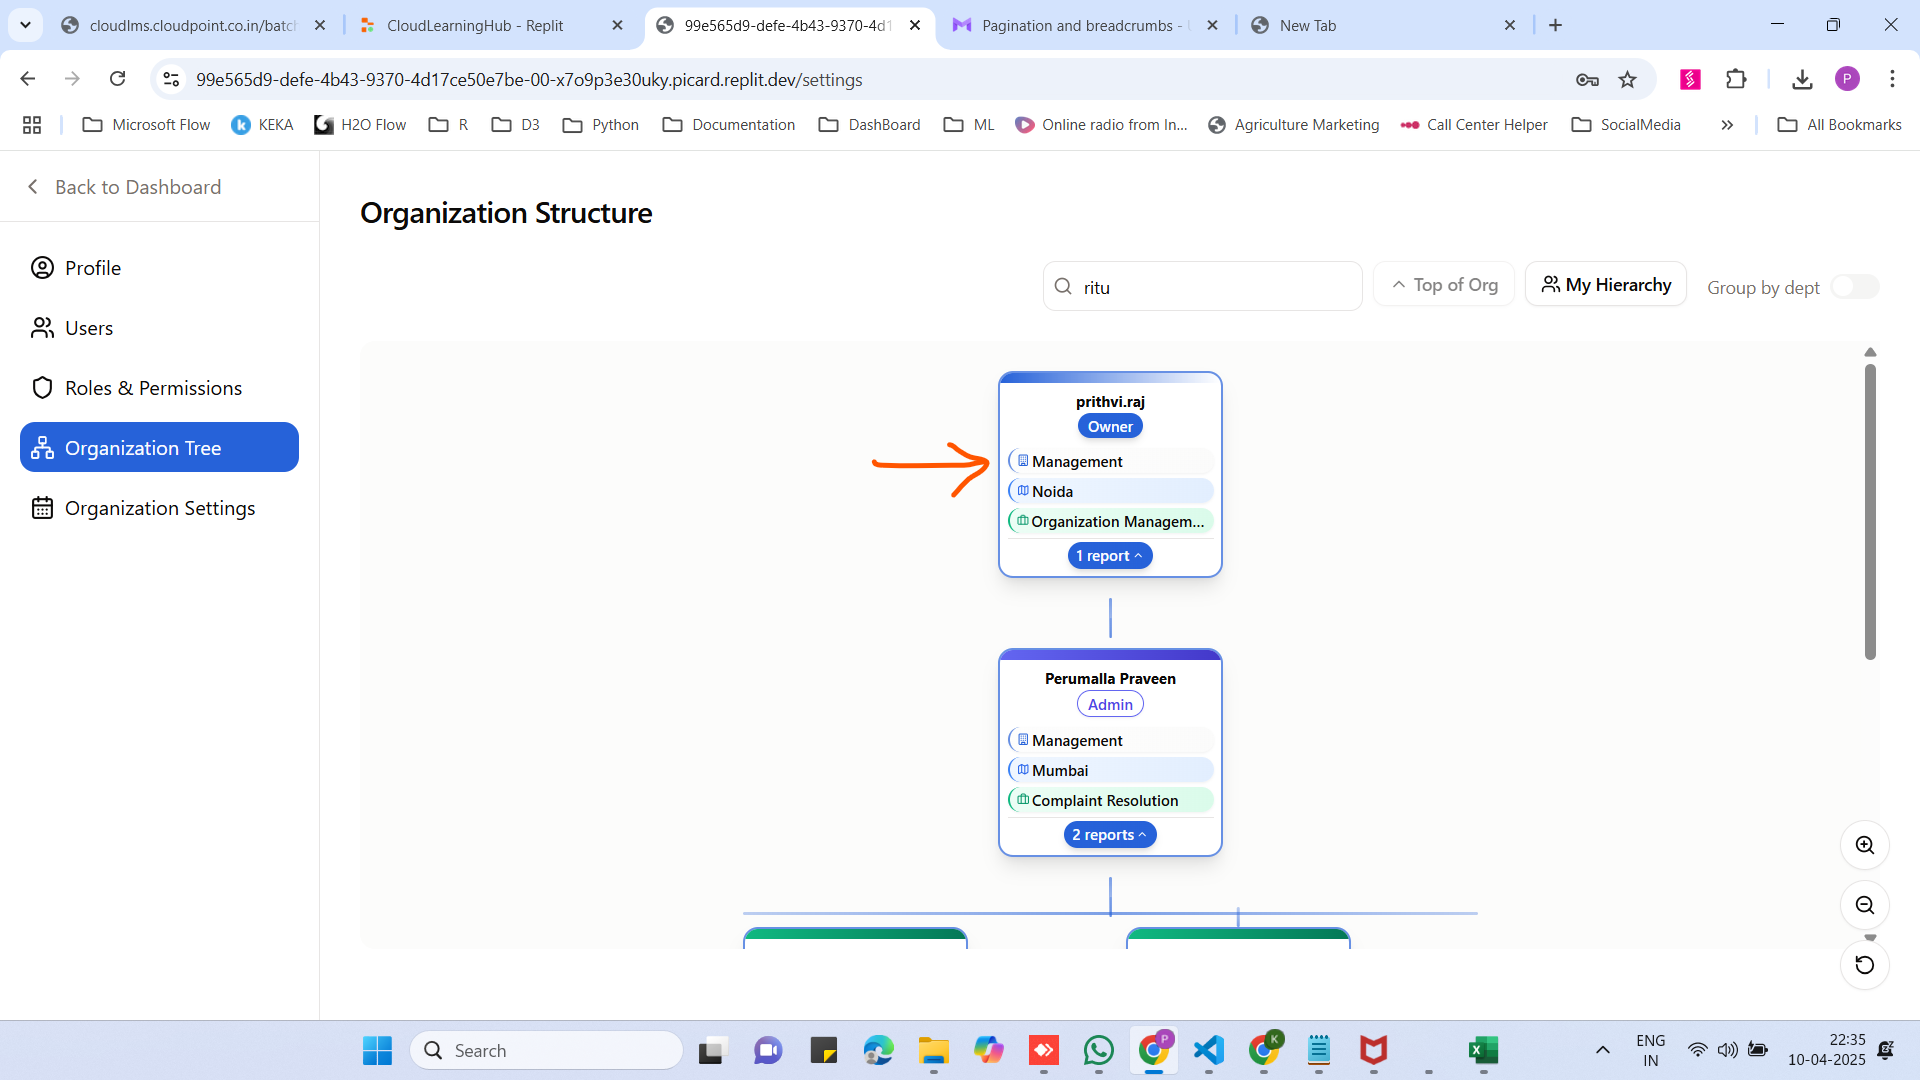 cloudlms.cloudpoint.co.in/batch
CloudLearningHub - Replit
99e565d9-defe-4b43-9370-4d1
Pagination and breadcrumbs -
New Tab
99e565d9-defe-4b43-9370-4d17ce50e7be-00-x7o9p3e30uky.picard.replit.dev/settings
P
Microsoft Flow
KEKA
H2O Flow
R
D3
Python
Documentation
DashBoard
ML
Online radio from In...
Agriculture Marketing
Call Center Helper
SocialMedia
All Bookmarks
Back to Dashboard
Profile
Users
Roles & Permissions
Organization Tree
Organization Settings
Organization Structure
ritu
Top of Org
My Hierarchy
Group by dept
prithvi.raj
Owner
Management
Noida
Organization Managem...
1 report
Perumalla Praveen
Admin
Management
Mumbai
Complaint Resolution
2 reports
Search
P
K
ENG
IN
22:35
10-04-2025